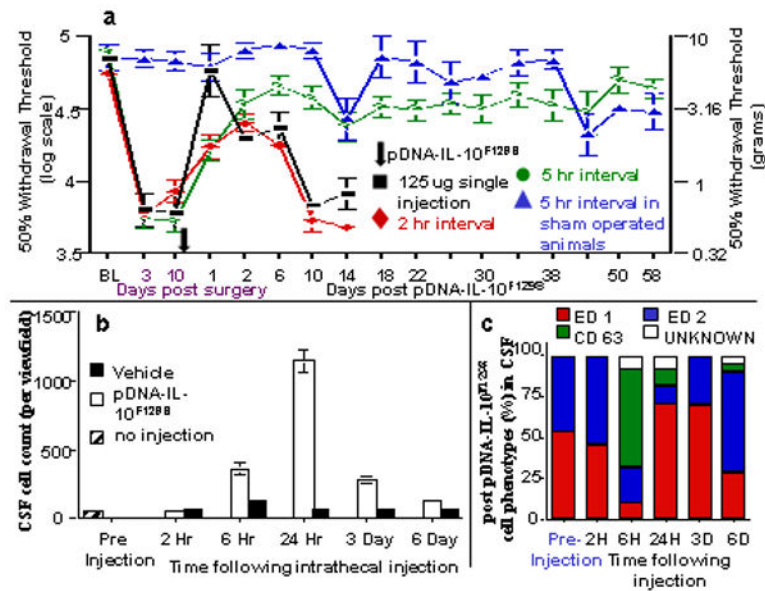 a
50% Withdrawal Threshold
(log scale)
5
4.5
4
3.5
10
3.16
1
0.32
50% Withdrawal Threshold
(grams)
pDNA-IL-10F129S
125 ug single
injection
2 hr interval
5 hr interval
5 hr interval in
sham operated
animals
BL 3 10 1 2 6 10 14 18 22 30 38 50 58
Days post surgery
Days post pDNA-IL-10F129S
b
CSF cell count (per viewfield)
1500
1000
500
0
Vehicle
pDNA-IL-
10F129S
no injection
Pre
Injection
2 Hr 6 Hr 24 Hr 3 Day 6 Day
Time following intrathecal injection
c
ED 1 ED 2
CD 63 UNKNOWN
post pDNA-IL-10F129S
cell phenotypes (%) in CSF
100
75
50
25
0
Pre-
Injection
2H 6H 24H 3D 6D
Time following
injection